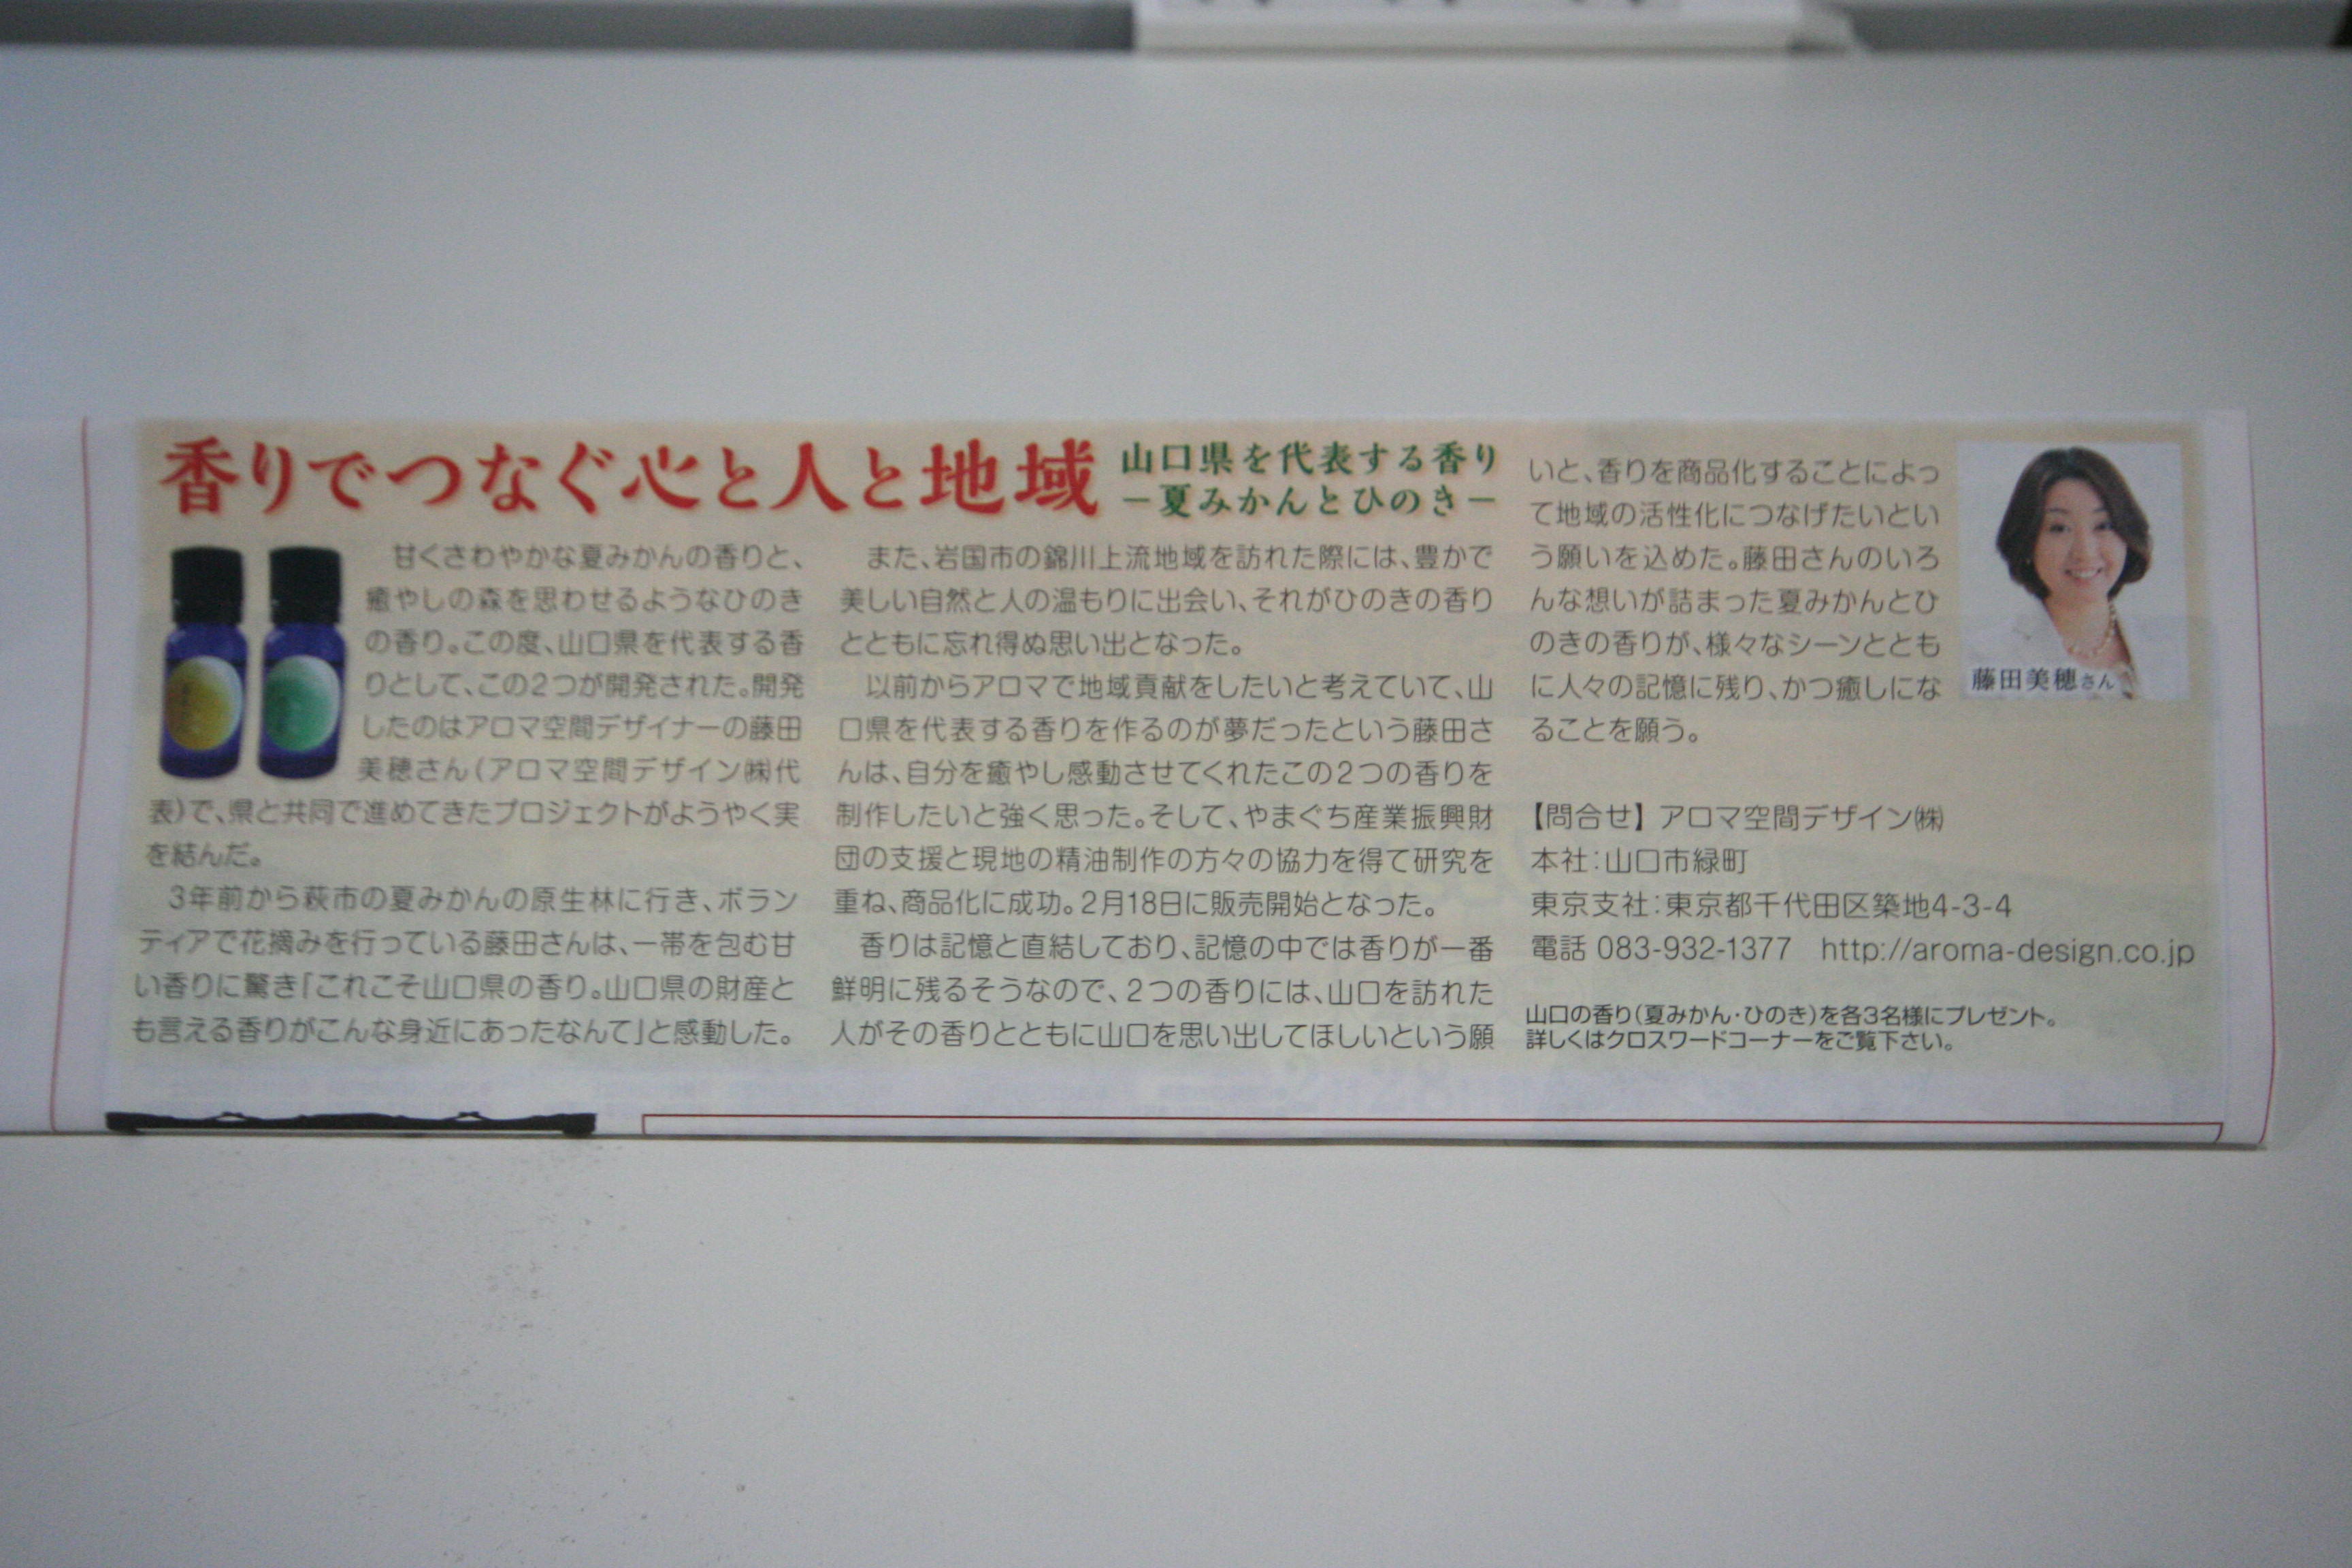 香りでつなぐ心と人と地域
山口県を代表する香り
－夏みかんとひのき－
甘くさわやかな夏みかんの香りと、
癒やしの森を思わせるようなひのき
の香り。この度、山口県を代表する香
りとして、この2つが開発された。開発
したのはアロマ空間デザイナーの藤田
美穂さん(アロマ空間デザイン㈱代
表)で、県と共同で進めてきたプロジェクトがようやく実
を結んだ。
3年前から萩市の夏みかんの原生林に行き、ボラン
ティアで花摘みを行っている藤田さんは、一帯を包む甘
い香りに驚き「これこそ山口県の香り。山口県の財産と
も言える香りがこんな身近にあったなんて」と感動した。
また、岩国市の錦川上流地域を訪れた際には、豊かで
美しい自然と人の温もりに出会い、それがひのきの香り
とともに忘れ得ぬ思い出となった。
以前からアロマで地域貢献をしたいと考えていて、山
口県を代表する香りを作るのが夢だったという藤田さ
んは、自分を癒やし感動させてくれたこの2つの香りを
制作したいと強く思った。そして、やまぐち産業振興財
団の支援と現地の精油制作の方々の協力を得て研究を
重ね、商品化に成功。2月18日に販売開始となった。
香りは記憶と直結しており、記憶の中では香りが一番
鮮明に残るそうなので、2つの香りには、山口を訪れた
人がその香りとともに山口を思い出してほしいという願
いと、香りを商品化することによっ
て地域の活性化につなげたいとい
う願いを込めた。藤田さんのいろ
んな想いが詰まった夏みかんとひ
のきの香りが、様々なシーンととも
に人々の記憶に残り、かつ癒しにな
ることを願う。
藤田美穂さん
【問合せ】アロマ空間デザイン㈱
本社:山口市緑町
東京支社:東京都千代田区築地4-3-4
電話 083-932-1377 http://aroma-design.co.jp
山口の香り(夏みかん・ひのき)を各3名様にプレゼント。
詳しくはクロスワードコーナーをご覧下さい。